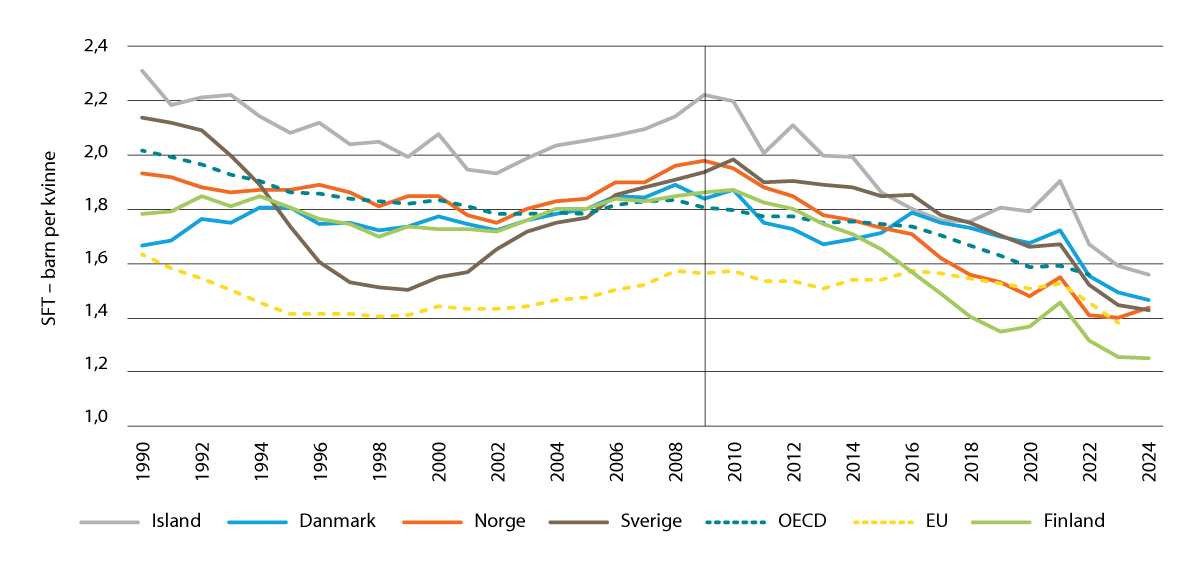 2,4
2,2
2,0
1,8
1,6
1,4
1,2
1,0
SFT – barn per kvinne
1990 1992 1994 1996 1998 2000 2002 2004 2006 2008 2010 2012 2014 2016 2018 2020 2022 2024
Island Danmark Norge Sverige OECD EU Finland